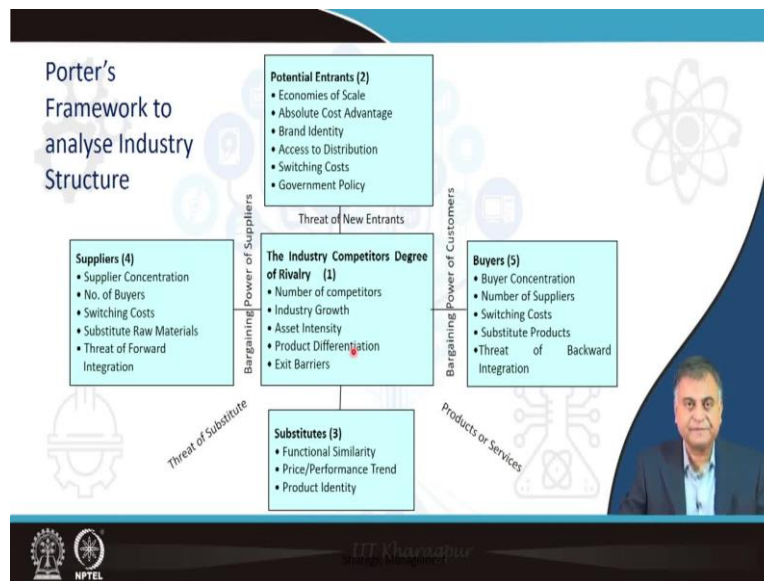 Porter's
Framework to
analyse Industry
Structure
Potential Entrants (2)
• Economies of Scale
• Absolute Cost Advantage
• Brand Identity
• Access to Distribution
• Switching Costs
• Government Policy
Threat of New Entrants
Bargaining Power of Suppliers
Bargaining Power of Customers
Suppliers (4)
• Supplier Concentration
• No. of Buyers
• Switching Costs
• Substitute Raw Materials
• Threat of Forward
Integration
The Industry Competitors Degree
of Rivalry (1)
• Number of competitors
• Industry Growth
• Asset Intensity
• Product Differentiation
• Exit Barriers
Buyers (5)
• Buyer Concentration
• Number of Suppliers
• Switching Costs
• Substitute Products
•Threat of Backward
Integration
Threat of Substitute
Products or Services
Substitutes (3)
• Functional Similarity
• Price/Performance Trend
• Product Identity
IIT Kharagpur
Strategic Management
NPTEL